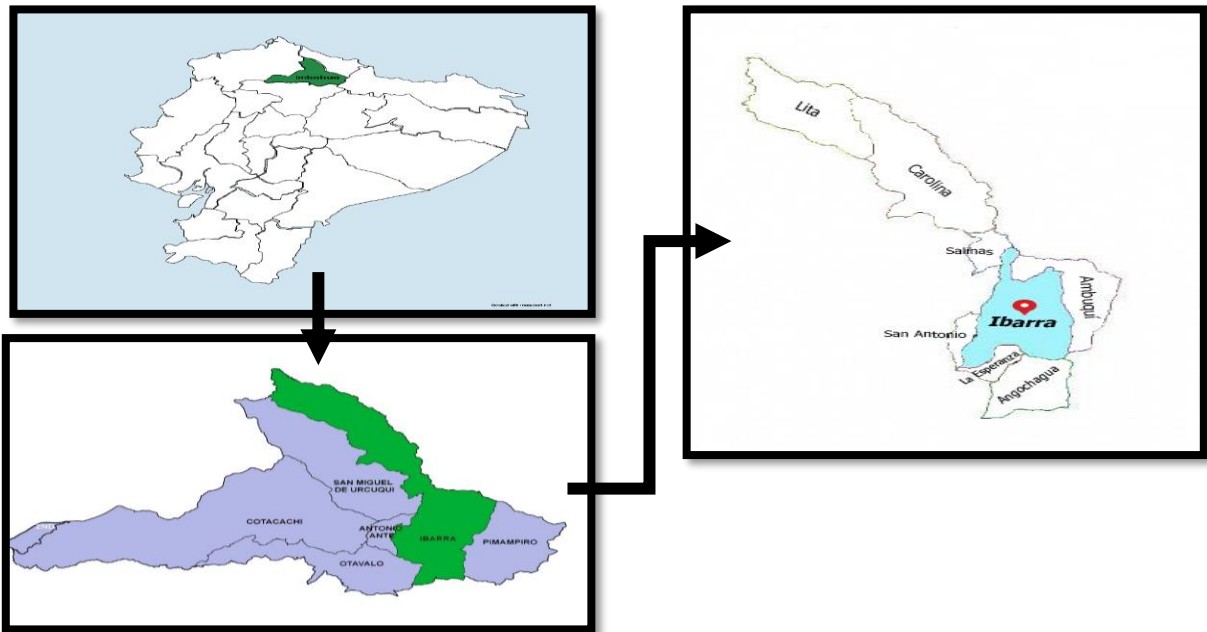 Imbabura
SAN MIGUEL
DE URCUQUI
COTACACHI
ANTONIO
ANTE
IBARRA
PIMAMPIRO
OTAVALO
Lita
Carolina
Salinas
Ambuquí
Ibarra
San Antonio
La Esperanza
Angochagua